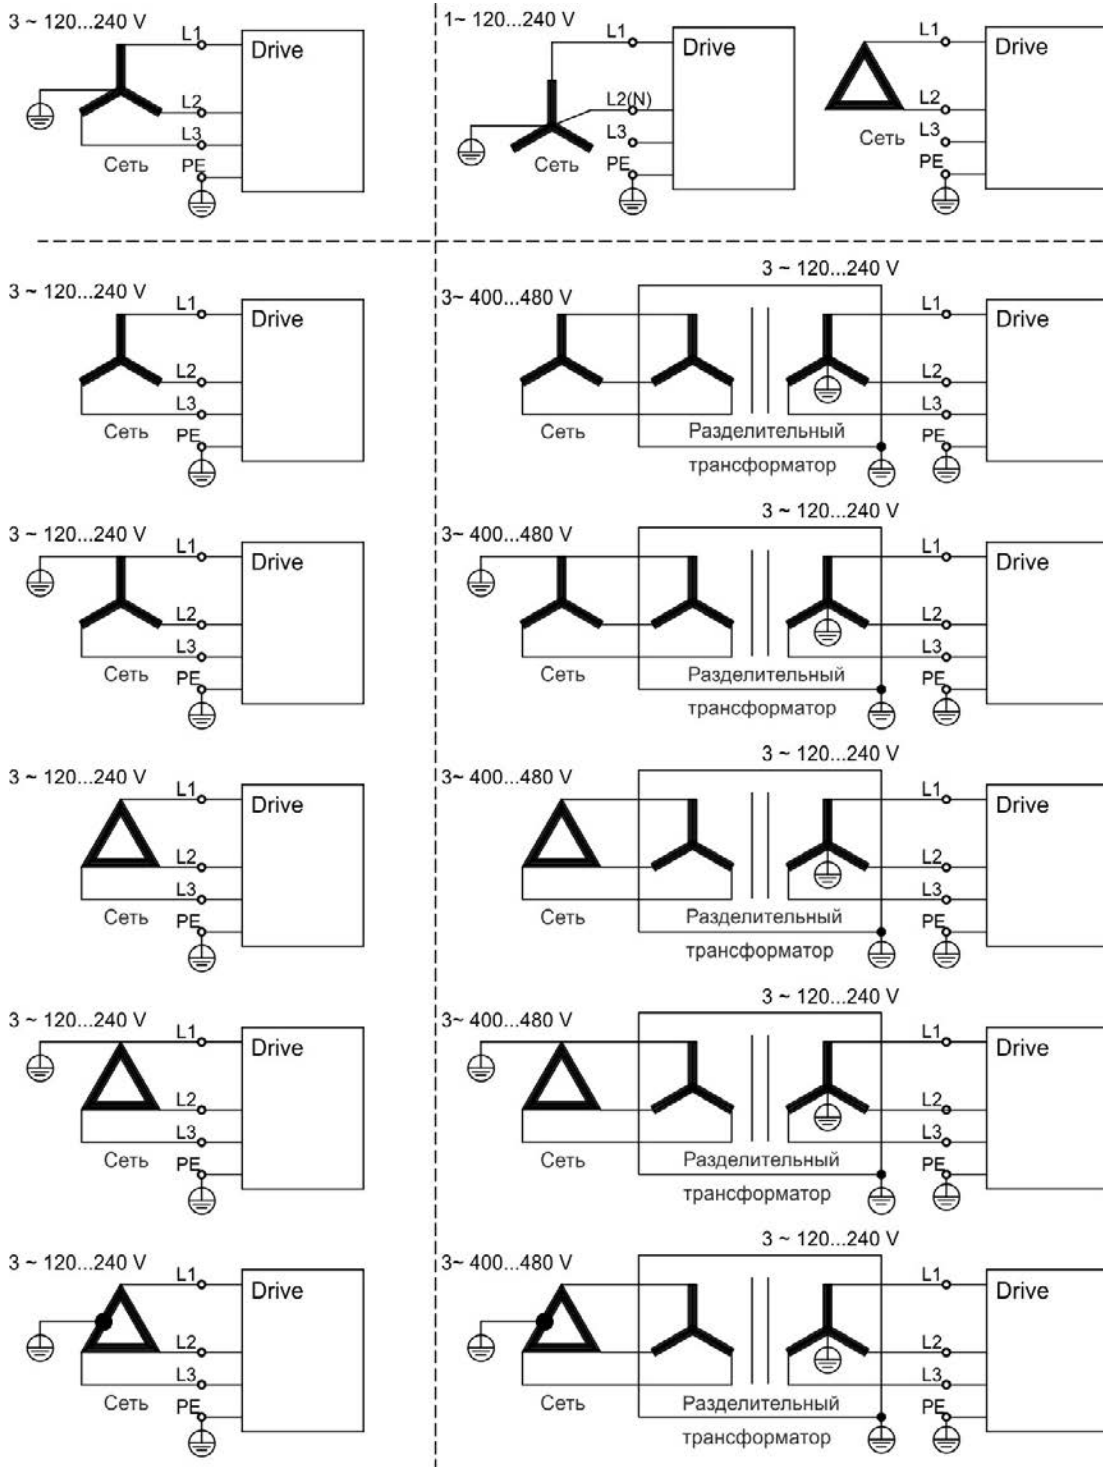 3 ~ 120...240 V
L1
Drive
L2
L3
Сеть
PE
1~ 120...240 V
L1
Drive
L2(N)
L3
Сеть
PE
L1
Drive
L2
Сеть
L3
PE
3 ~ 120...240 V
L1
Drive
L2
L3
Сеть
PE
3 ~ 120...240 V
3~ 400...480 V
L1
Drive
L2
L3
Сеть
Разделительный
PE
трансформатор
3 ~ 120...240 V
L1
Drive
L2
L3
Сеть
PE
3 ~ 120...240 V
3~ 400...480 V
L1
Drive
L2
L3
Сеть
Разделительный
PE
трансформатор
3 ~ 120...240 V
L1
Drive
L2
L3
Сеть
PE
3 ~ 120...240 V
3~ 400...480 V
L1
Drive
L2
L3
Сеть
Разделительный
PE
трансформатор
3 ~ 120...240 V
L1
Drive
L2
L3
Сеть
PE
3 ~ 120...240 V
3~ 400...480 V
L1
Drive
L2
L3
Сеть
Разделительный
PE
трансформатор
3 ~ 120...240 V
L1
Drive
L2
L3
Сеть
PE
3 ~ 120...240 V
3~ 400...480 V
L1
Drive
L2
L3
Сеть
Разделительный
PE
трансформатор